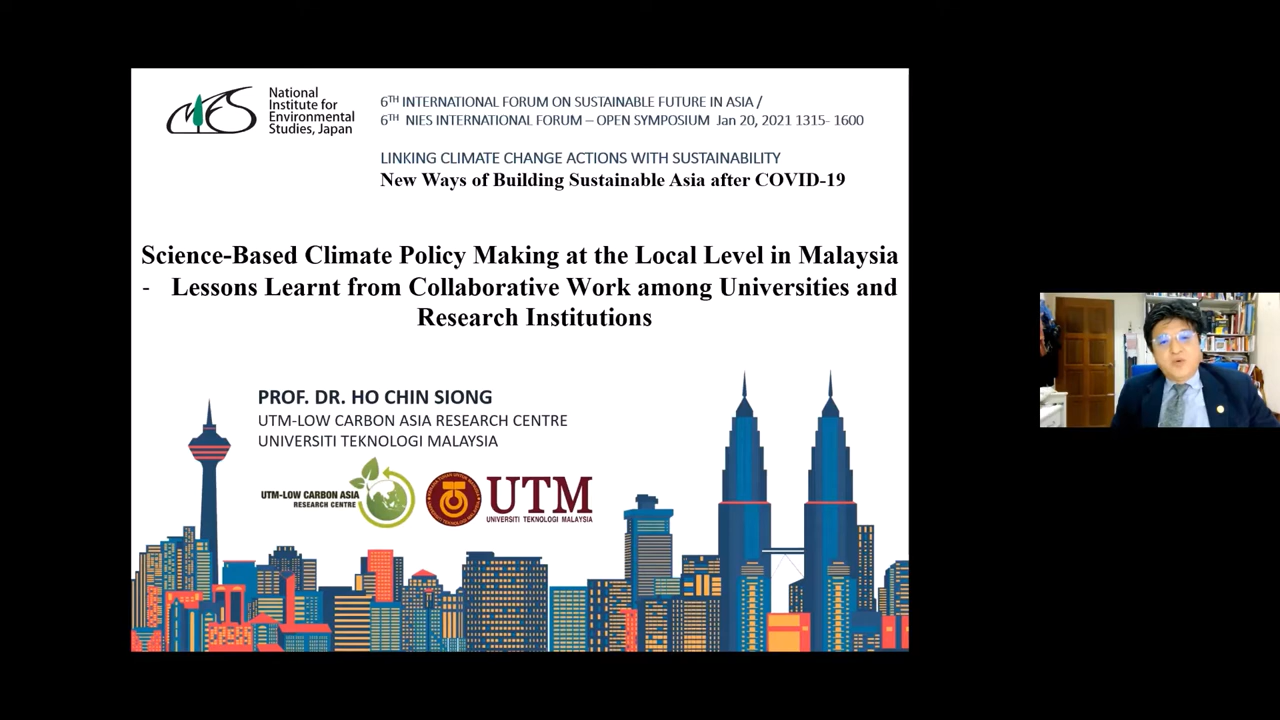 National
Institute for
Environmental
Studies, Japan
6TH INTERNATIONAL FORUM ON SUSTAINABLE FUTURE IN ASIA /
6TH NIES INTERNATIONAL FORUM – OPEN SYMPOSIUM Jan 20, 2021 1315- 1600
LINKING CLIMATE CHANGE ACTIONS WITH SUSTAINABILITY
New Ways of Building Sustainable Asia after COVID-19
Science-Based Climate Policy Making at the Local Level in Malaysia
- Lessons Learnt from Collaborative Work among Universities and
Research Institutions
PROF. DR. HO CHIN SIONG
UTM-LOW CARBON ASIA RESEARCH CENTRE
UNIVERSITI TEKNOLOGI MALAYSIA
UTM-LOW CARBON ASIA
RESEARCH CENTRE
UTM
UNIVERSITI TEKNOLOGI MALAYSIA